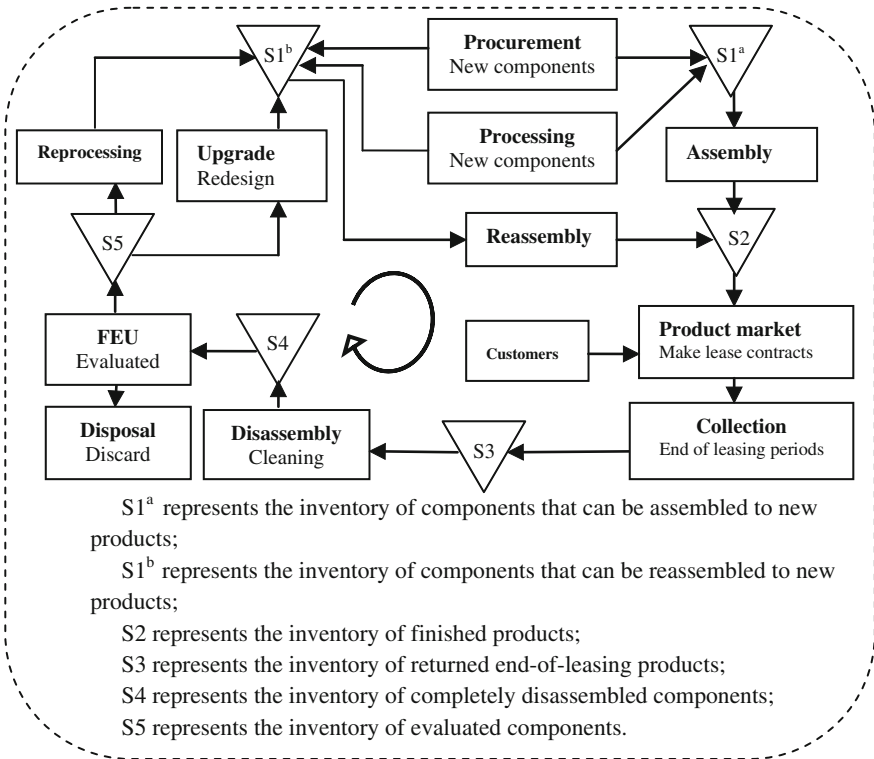 S1ᵇ
Procurement
New components
S1ᵃ
Processing
New components
Reprocessing
Upgrade
Redesign
Assembly
S5
Reassembly
S2
FEU
Evaluated
S4
Customers
Product market
Make lease contracts
Disposal
Discard
Disassembly
Cleaning
S3
Collection
End of leasing periods
S1ᵃ represents the inventory of components that can be assembled to new
products;
S1ᵇ represents the inventory of components that can be reassembled to new
products;
S2 represents the inventory of finished products;
S3 represents the inventory of returned end-of-leasing products;
S4 represents the inventory of completely disassembled components;
S5 represents the inventory of evaluated components.